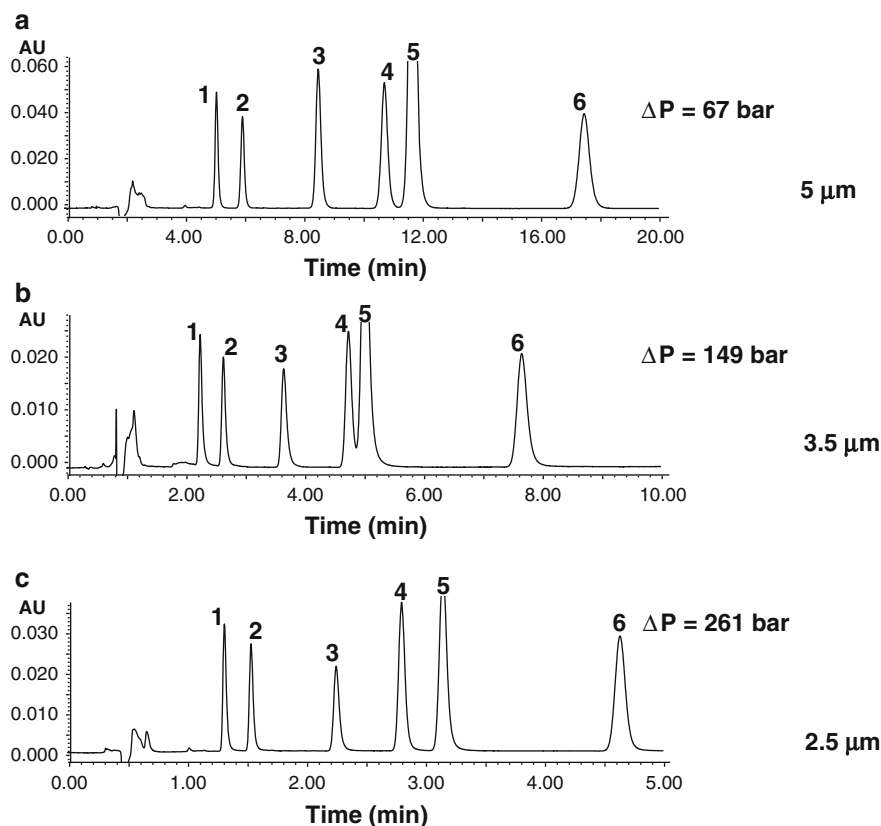 a
AU
0.060
0.040
0.020
0.000
1
2
3
4
5
6
ΔP = 67 bar
5 μm
0.00 4.00 8.00 12.00 16.00 20.00
Time (min)
b
AU
0.020
0.010
0.000
1
2
3
4
5
6
ΔP = 149 bar
3.5 μm
0.00 2.00 4.00 6.00 8.00 10.00
Time (min)
c
AU
0.030
0.020
0.010
0.000
1
2
3
4
5
6
ΔP = 261 bar
2.5 μm
0.00 1.00 2.00 3.00 4.00 5.00
Time (min)